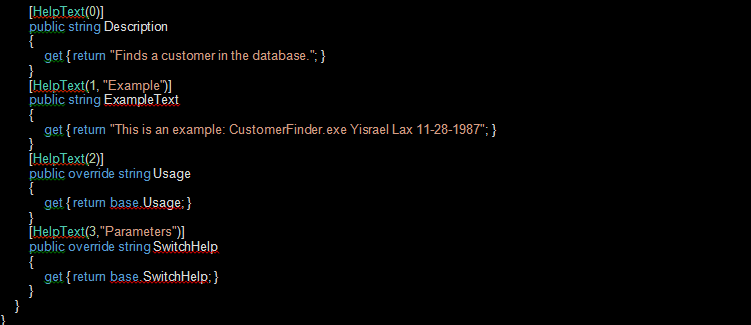 [HelpText(0)]
public string Description
{
get { return "Finds a customer in the database."; }
}
[HelpText(1, "Example")]
public string ExampleText
{
get { return "This is an example: CustomerFinder.exe Yisrael Lax 11-28-1987"; }
}
[HelpText(2)]
public override string Usage
{
get { return base.Usage; }
}
[HelpText(3,"Parameters")]
public override string SwitchHelp
{
get { return base.SwitchHelp; }
}
}
}